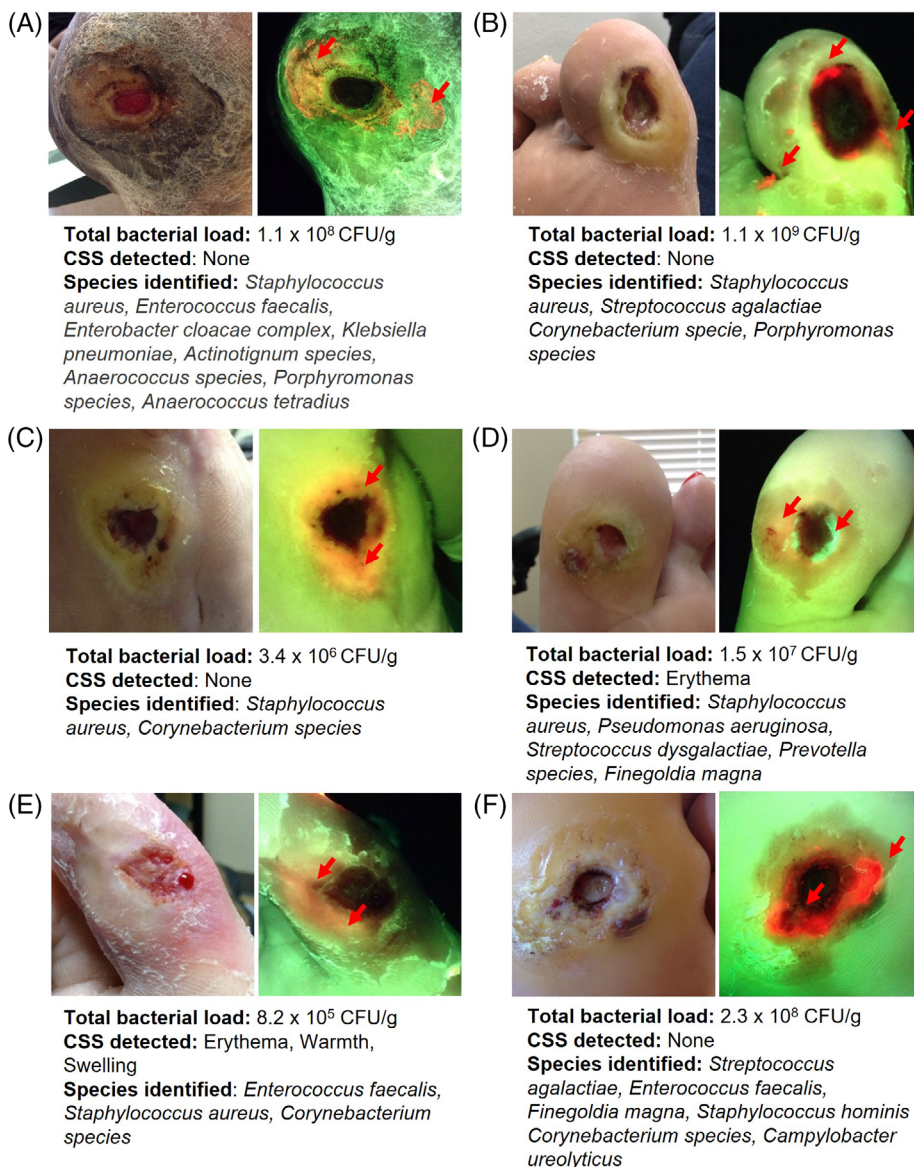 (A)
Total bacterial load: 1.1 x 10⁸ CFU/g
CSS detected: None
Species identified: Staphylococcus
aureus, Enterococcus faecalis,
Enterobacter cloacae complex, Klebsiella
pneumoniae, Actinotignum species,
Anaerococcus species, Porphyromonas
species, Anaerococcus tetradius
(B)
Total bacterial load: 1.1 x 10⁹ CFU/g
CSS detected: None
Species identified: Staphylococcus
aureus, Streptococcus agalactiae
Corynebacterium specie, Porphyromonas
species
(C)
Total bacterial load: 3.4 x 10⁶ CFU/g
CSS detected: None
Species identified: Staphylococcus
aureus, Corynebacterium species
(D)
Total bacterial load: 1.5 x 10⁷ CFU/g
CSS detected: Erythema
Species identified: Staphylococcus
aureus, Pseudomonas aeruginosa,
Streptococcus dysgalactiae, Prevotella
species, Finegoldia magna
(E)
Total bacterial load: 8.2 x 10⁵ CFU/g
CSS detected: Erythema, Warmth,
Swelling
Species identified: Enterococcus faecalis,
Staphylococcus aureus, Corynebacterium
species
(F)
Total bacterial load: 2.3 x 10⁸ CFU/g
CSS detected: None
Species identified: Streptococcus
agalactiae, Enterococcus faecalis,
Finegoldia magna, Staphylococcus hominis
Corynebacterium species, Campylobacter
ureolyticus